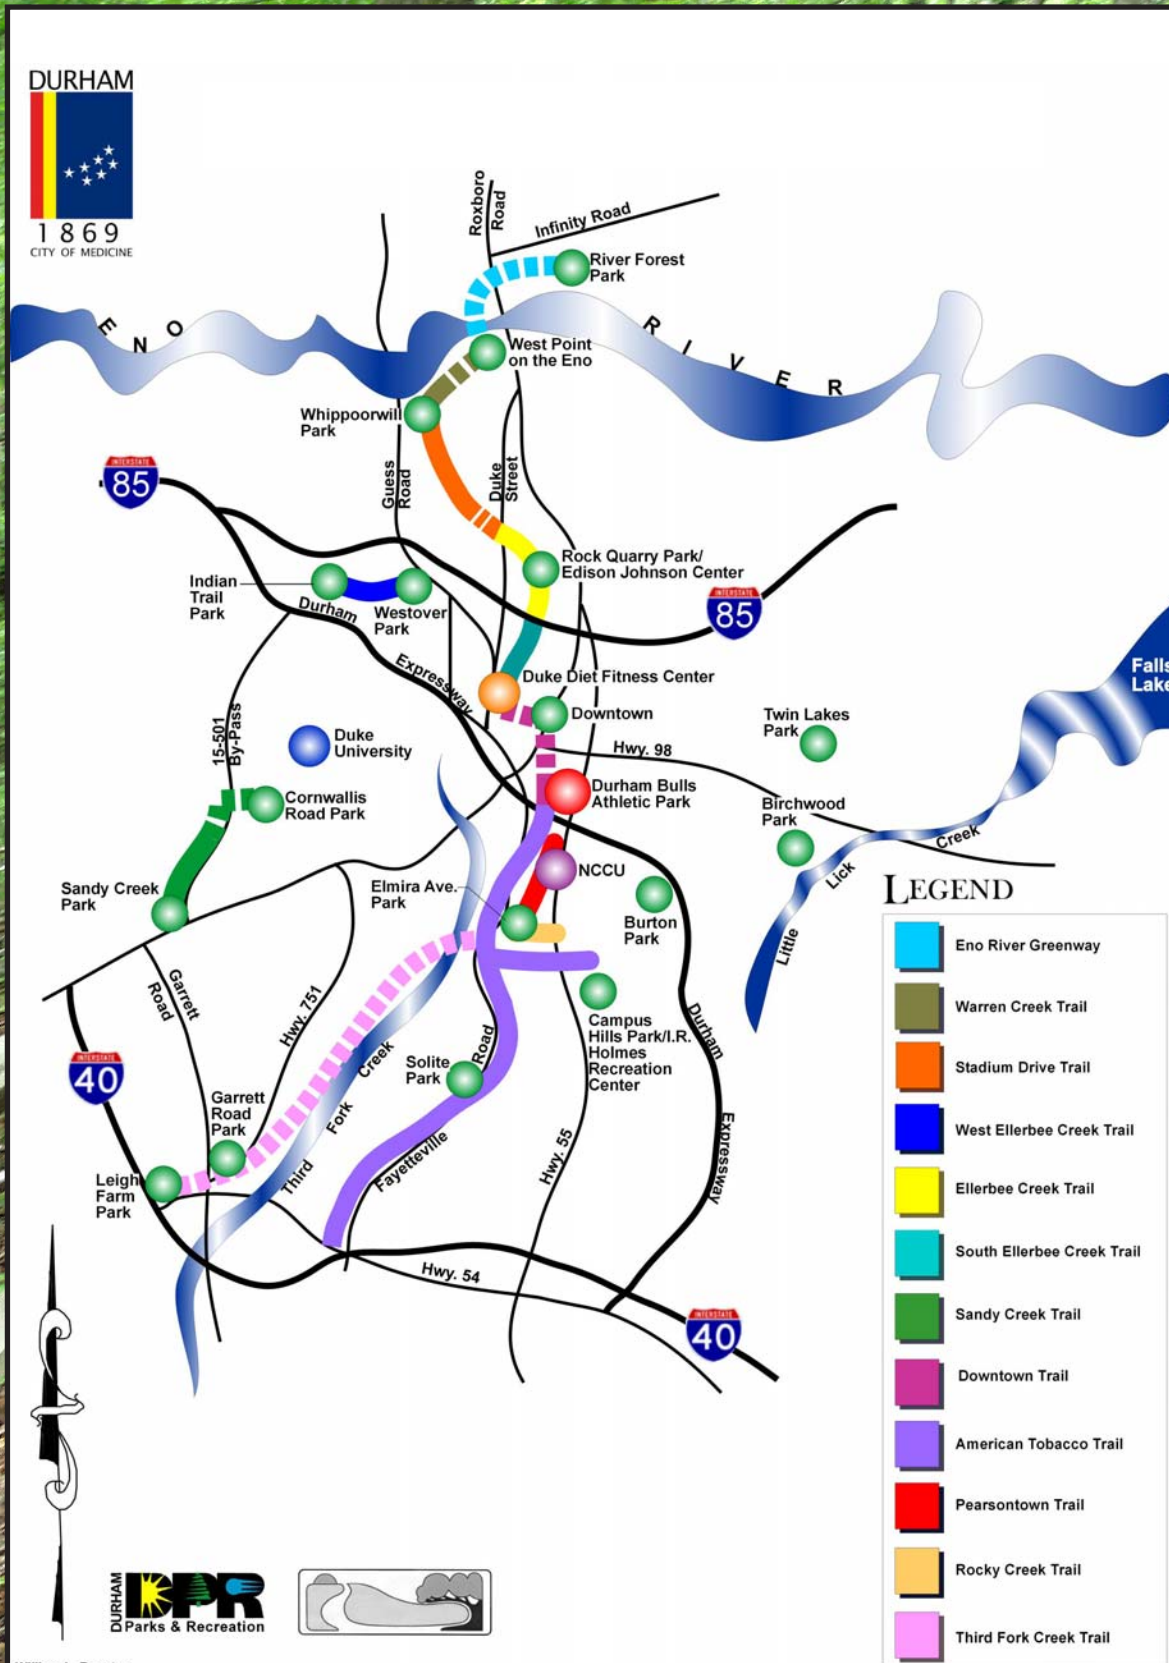 DURHAM
1869
CITY OF MEDICINE
Roxboro
Road
Infinity Road
River Forest
Park
ENO
RIVER
West Point
on the Eno
Whippoorwill
Park
INTERSTATE
85
Guess
Road
Duke
Street
Rock Quarry Park/
Edison Johnson Center
Indian
Trail
Park
Durham
Westover
Park
INTERSTATE
85
Expressway
Duke Diet Fitness Center
Falls
Lake
15-501
By-Pass
Duke
University
Downtown
Twin Lakes
Park
Hwy. 98
Cornwallis
Road Park
Durham Bulls
Athletic Park
Birchwood
Park
Little
Lick
Creek
Sandy Creek
Park
Elmira Ave.
Park
NCCU
Burton
Park
Garrett
Road
Hwy. 751
INTERSTATE
40
Garrett
Road
Park
Leigh
Farm
Park
Third
Fork
Creek
Solite
Park
Fayetteville
Road
Campus
Hills Park/I.R.
Holmes
Recreation
Center
Durham
Expressway
Hwy. 55
Hwy. 54
INTERSTATE
40
LEGEND
Eno River Greenway
Warren Creek Trail
Stadium Drive Trail
West Ellerbee Creek Trail
Ellerbee Creek Trail
South Ellerbee Creek Trail
Sandy Creek Trail
Downtown Trail
American Tobacco Trail
Pearsontown Trail
Rocky Creek Trail
Third Fork Creek Trail
DURHAM
DPR
Parks & Recreation